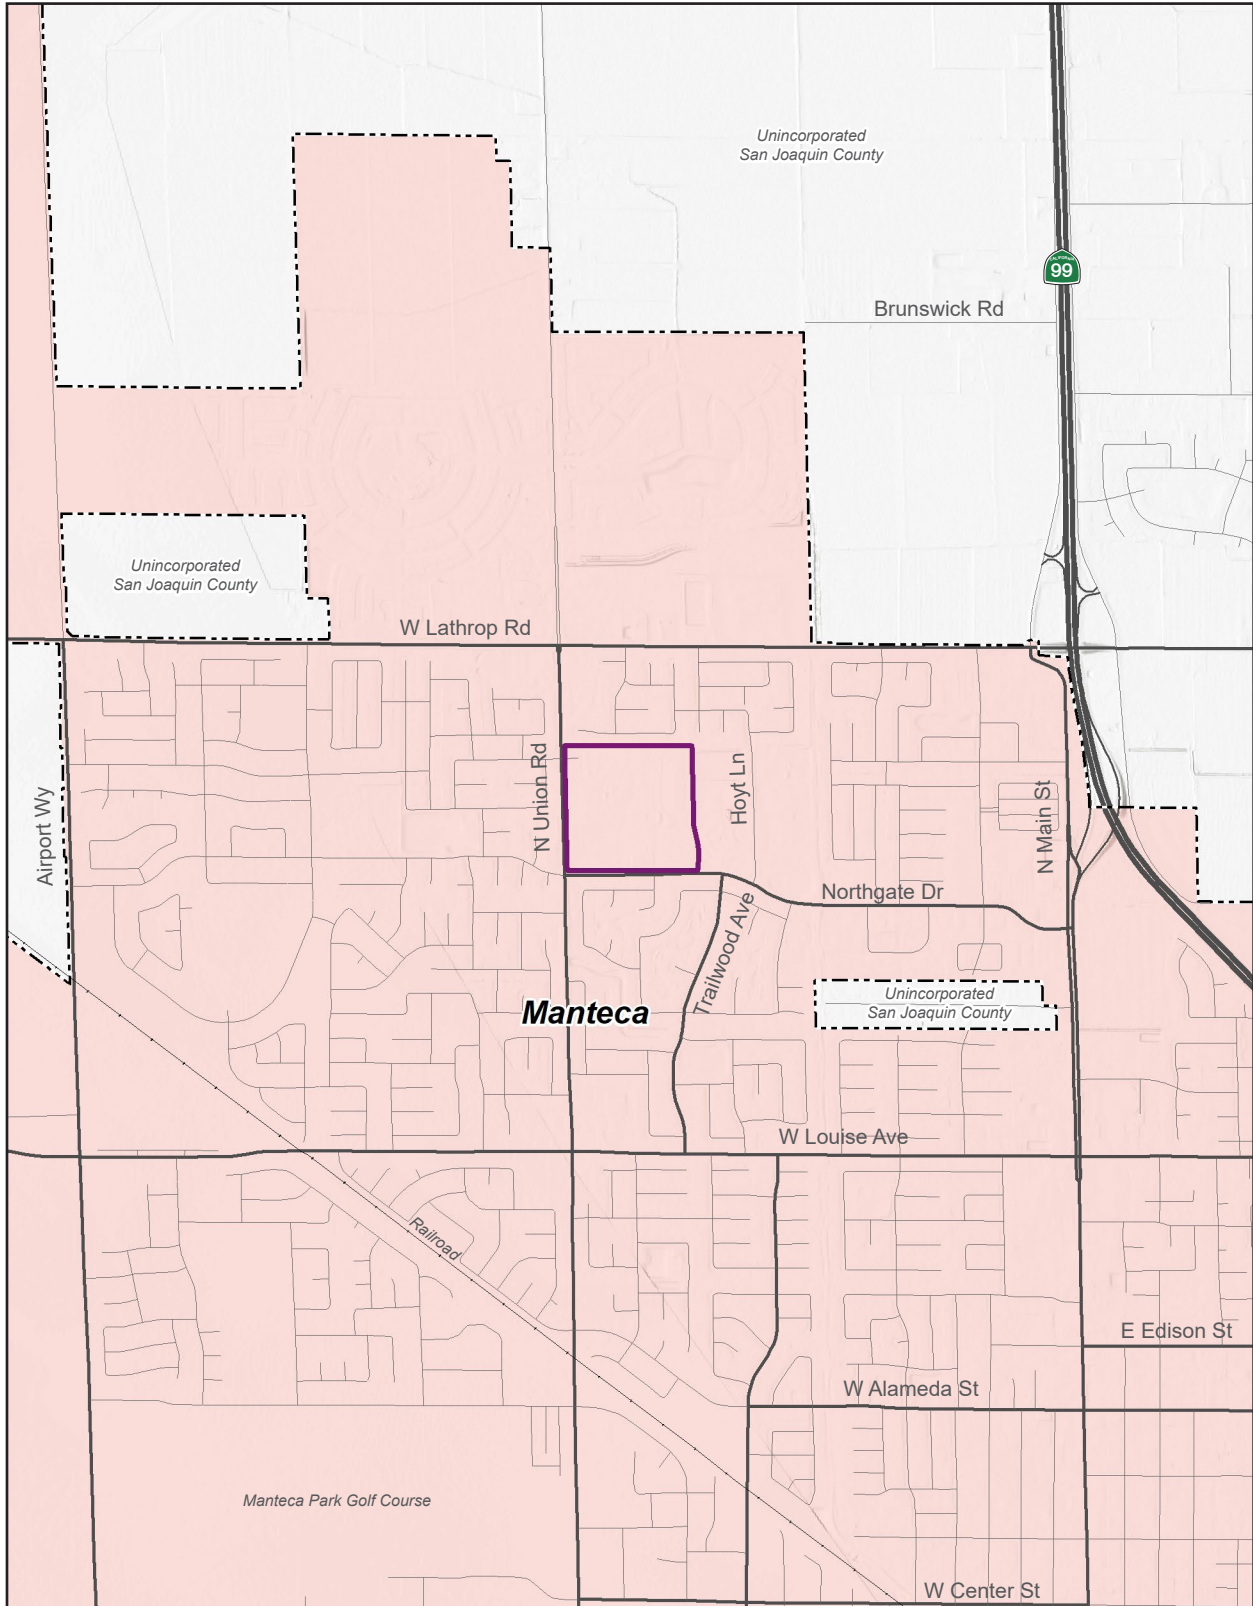 Unincorporated
San Joaquin County
CALIFORNIA
99
Brunswick Rd
Unincorporated
San Joaquin County
W Lathrop Rd
N Union Rd
Hoyt Ln
Airport Wy
N Main St
Northgate Dr
Trailwood Ave
Unincorporated
San Joaquin County
Manteca
W Louise Ave
Railroad
E Edison St
W Alameda St
Manteca Park Golf Course
W Center St